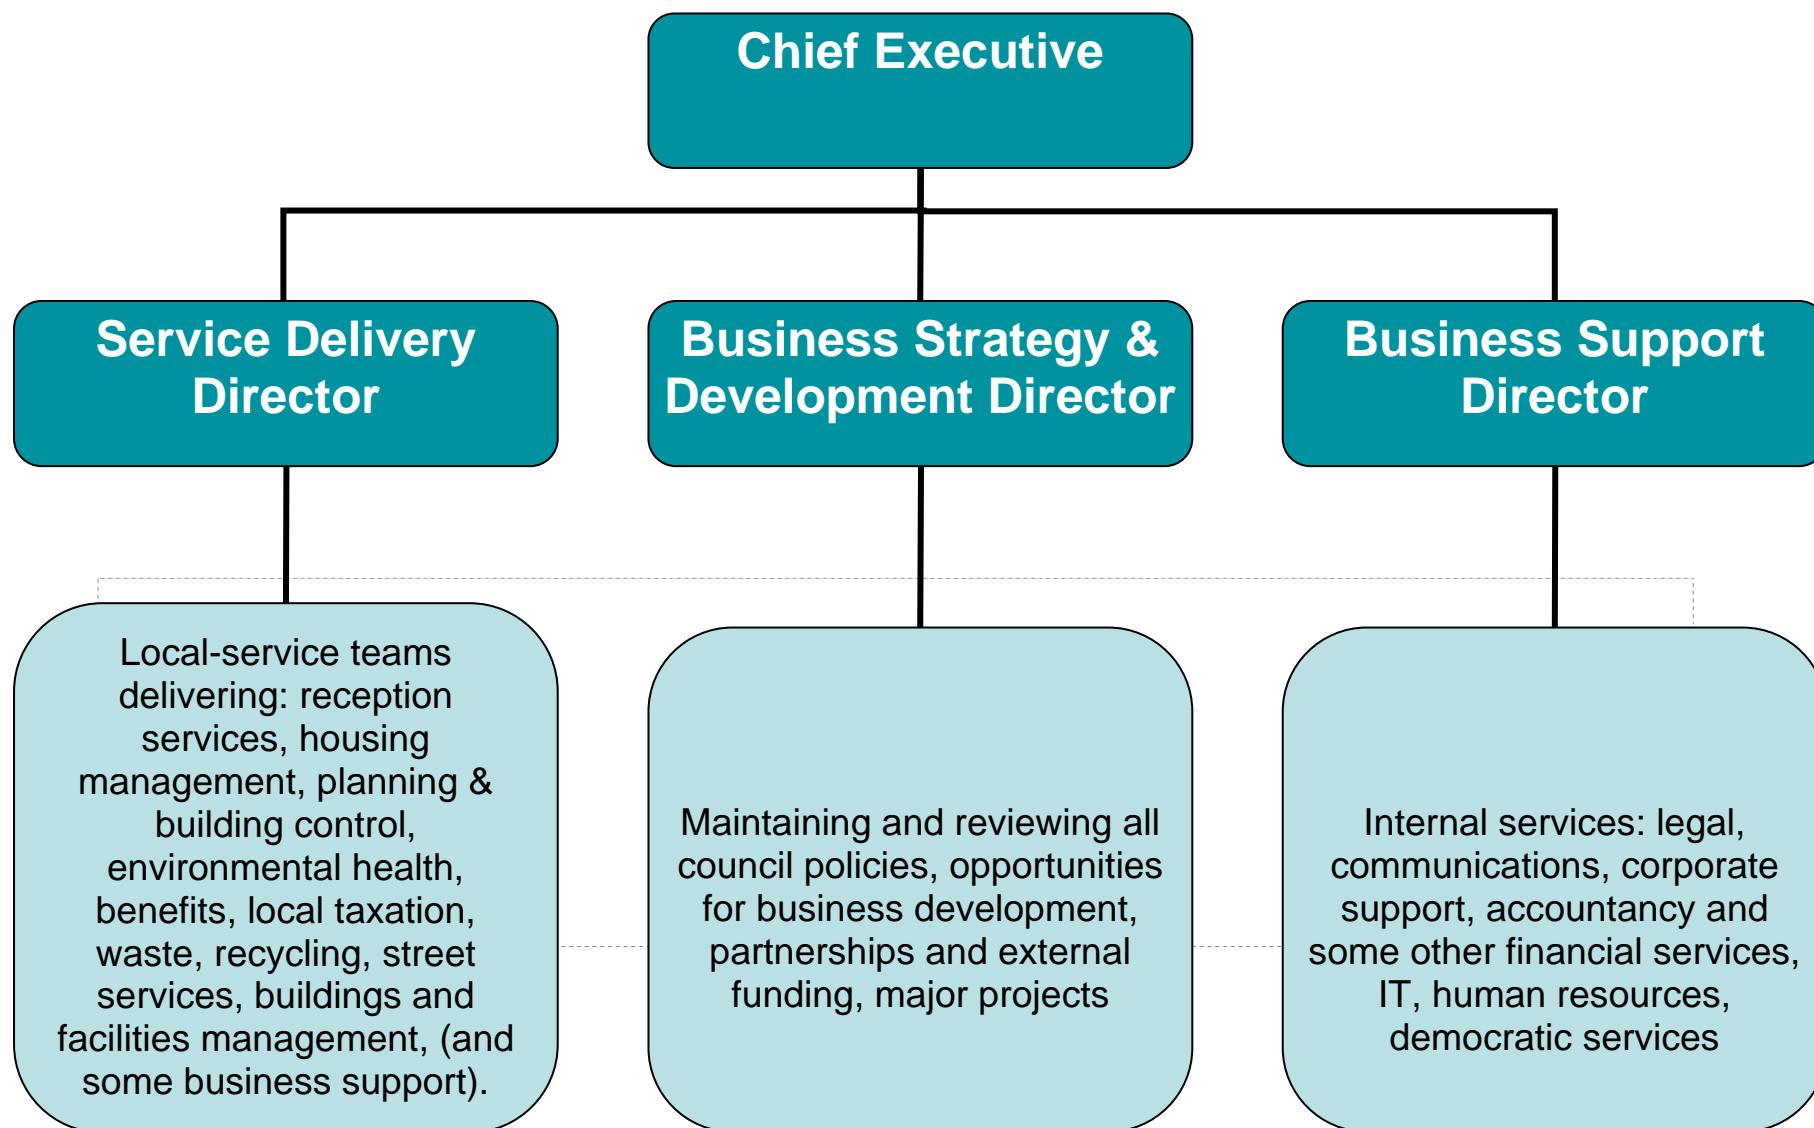 Chief Executive
Service Delivery
Director
Business Strategy &
Development Director
Business Support
Director
Local-service teams
delivering: reception
services, housing
management, planning &
building control,
environmental health,
benefits, local taxation,
waste, recycling, street
services, buildings and
facilities management, (and
some business support).
Maintaining and reviewing all
council policies, opportunities
for business development,
partnerships and external
funding, major projects
Internal services: legal,
communications, corporate
support, accountancy and
some other financial services,
IT, human resources,
democratic services